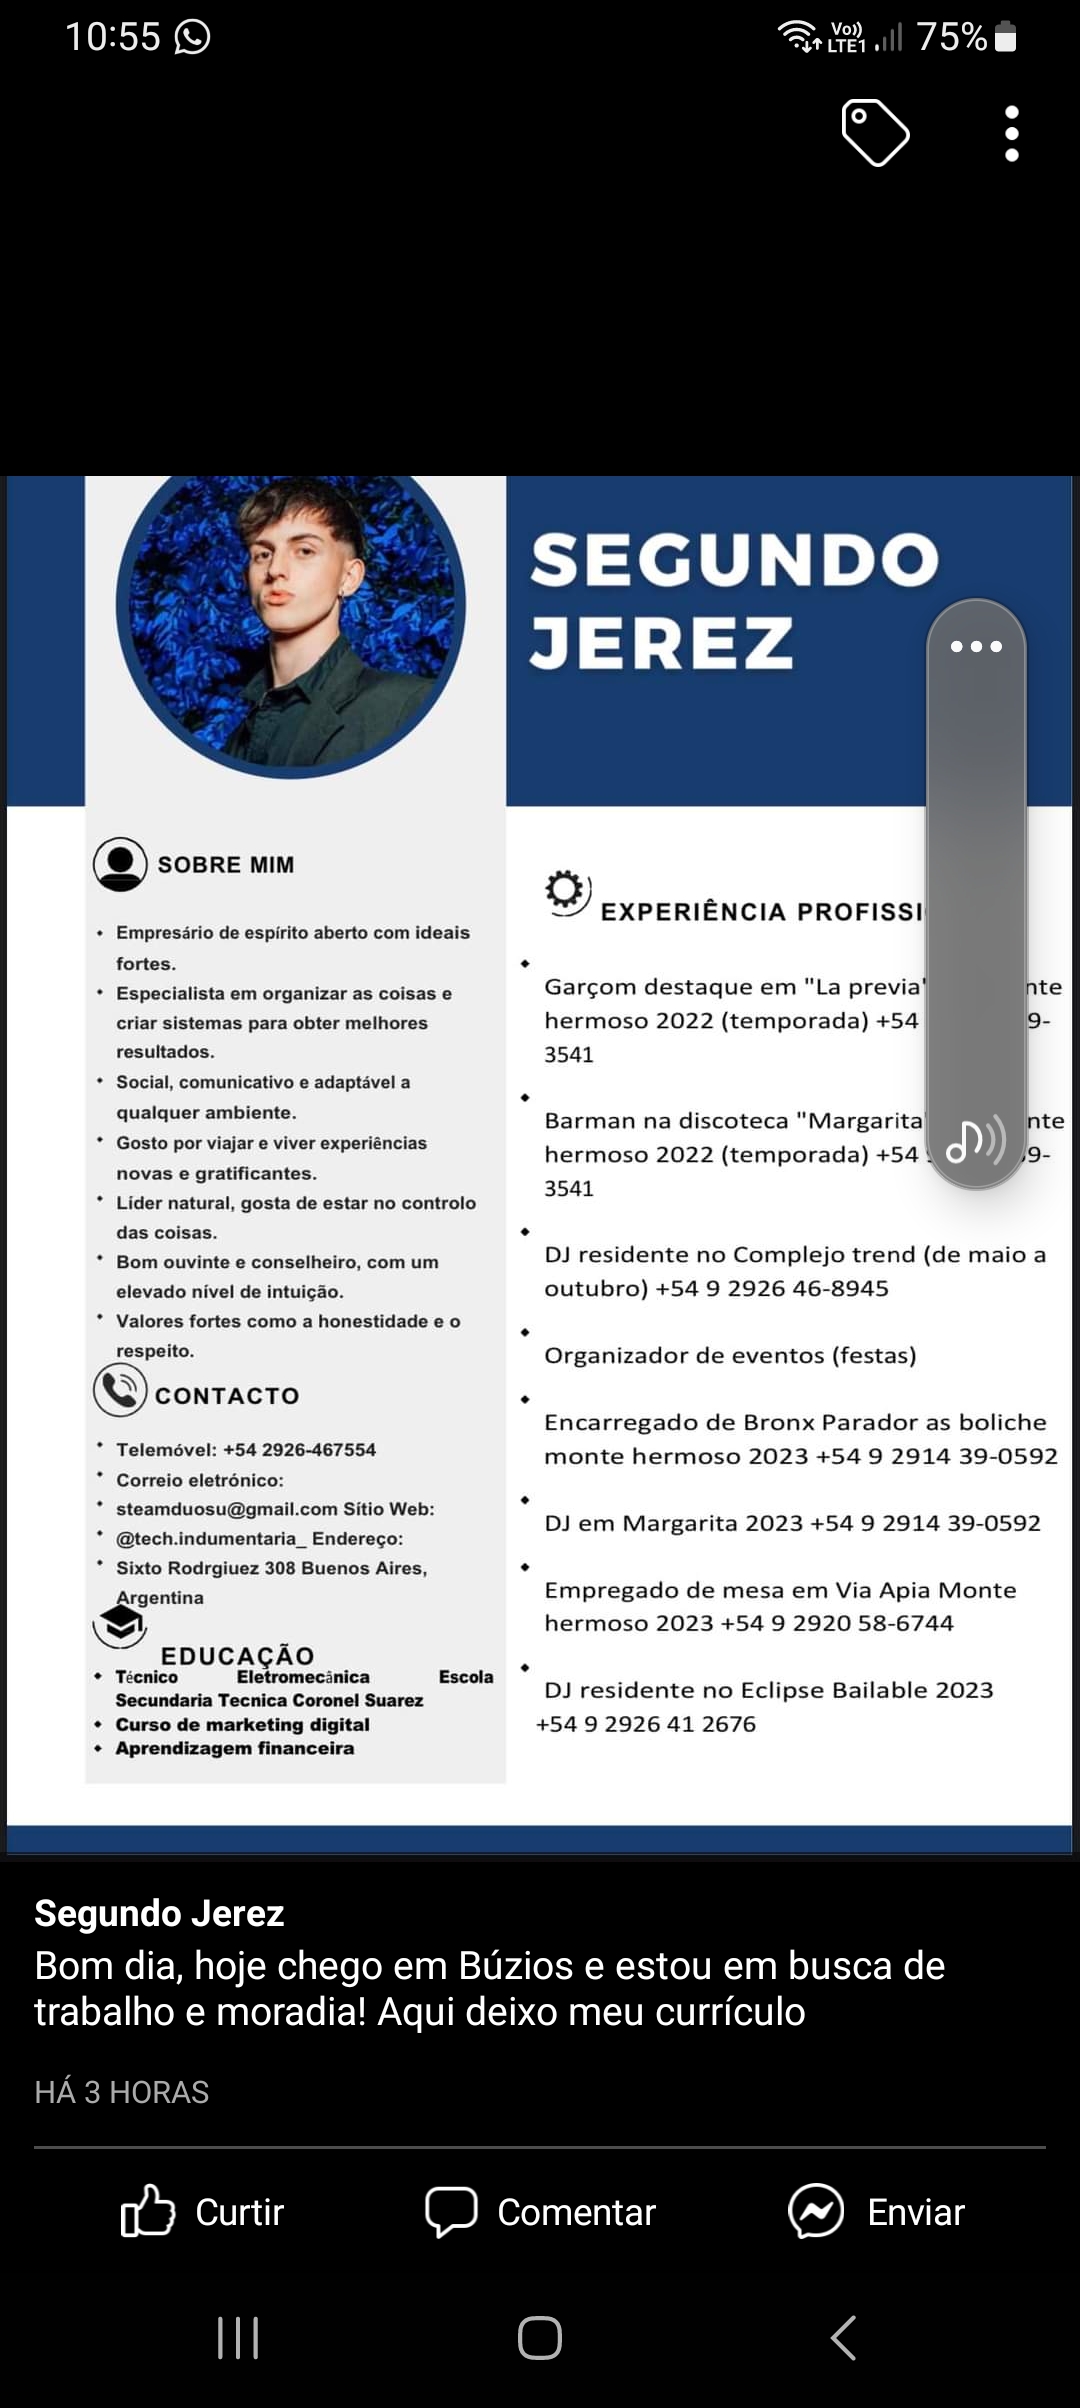 10:55
Vo)) LTE1 75%
SEGUNDO
JEREZ
SOBRE MIM
• Empresário de espírito aberto com ideais
fortes.
• Especialista em organizar as coisas e
criar sistemas para obter melhores
resultados.
• Social, comunicativo e adaptável a
qualquer ambiente.
• Gosto por viajar e viver experiências
novas e gratificantes.
• Líder natural, gosta de estar no controlo
das coisas.
• Bom ouvinte e conselheiro, com um
elevado nível de intuição.
• Valores fortes como a honestidade e o
respeito.
CONTACTO
• Telemóvel: +54 2926-467554
• Correio eletrónico:
• steamduosu@gmail.com Sítio Web:
• @tech.indumentaria_ Endereço:
• Sixto Rodrgiuez 308 Buenos Aires,
Argentina
EDUCAÇÃO
• Técnico Eletromecânica Escola
Secundaria Tecnica Coronel Suarez
• Curso de marketing digital
• Aprendizagem financeira
EXPERIÊNCIA
Garçom destaque em "La previa"
hermoso 2022 (temporada) +54
3541
Barman na discoteca "Margarita"
hermoso 2022 (temporada) +54
3541
DJ residente no Complejo trend (de maio a
outubro) +54 9 2926 46-8945
Organizador de eventos (festas)
Encarregado de Bronx Parador as boliche
monte hermoso 2023 +54 9 2914 39-0592
DJ em Margarita 2023 +54 9 2914 39-0592
Empregado de mesa em Via Apia Monte
hermoso 2023 +54 9 2920 58-6744
DJ residente no Eclipse Bailable 2023
+54 9 2926 41 2676
Segundo Jerez
Bom dia, hoje chego em Búzios e estou em busca de
trabalho e moradia! Aqui deixo meu currículo
HÁ 3 HORAS
Curtir Comentar Enviar